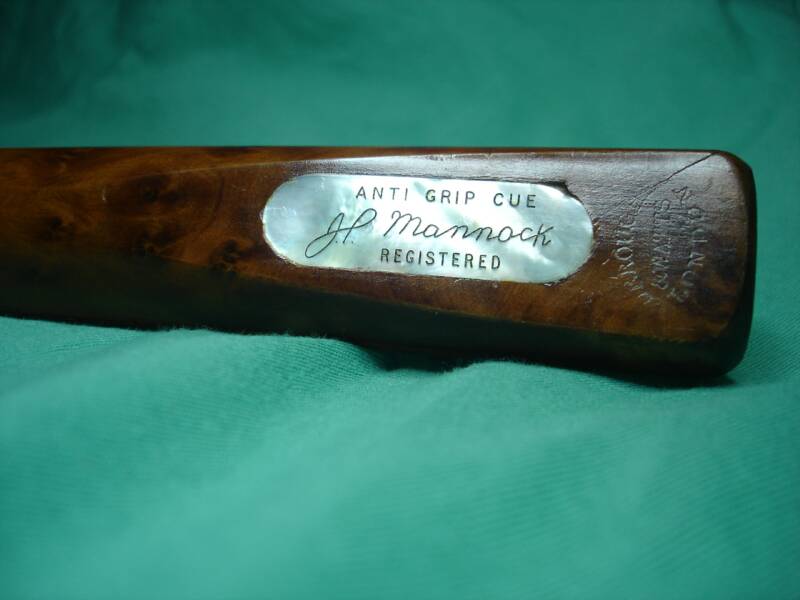 ANTI GRIP CUE
J.P. Mannock
REGISTERED